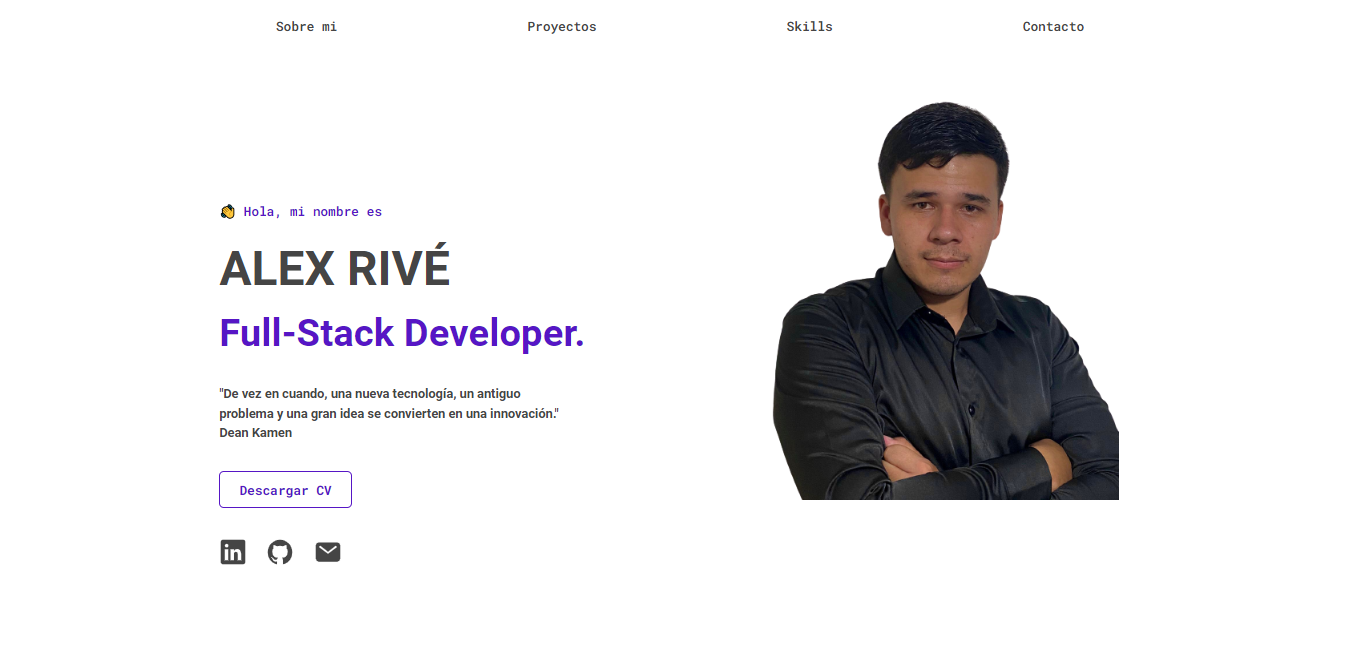 Sobre mi
Proyectos
Skills
Contacto
👏 Hola, mi nombre es
ALEX RIVÉ
Full-Stack Developer.
"De vez en cuando, una nueva tecnología, un antiguo
problema y una gran idea se convierten en una innovación."
Dean Kamen
Descargar CV
in